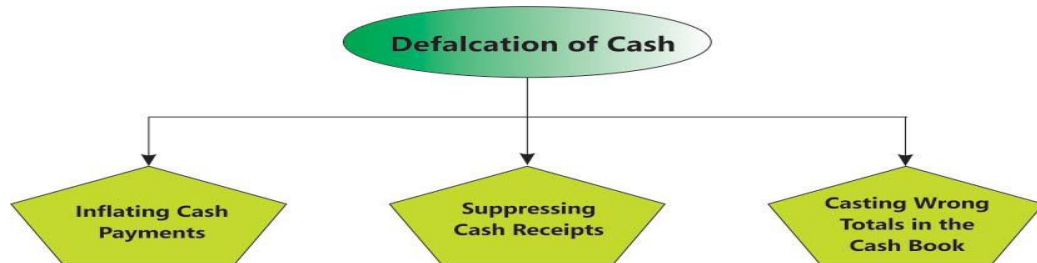 Defalcation of Cash
Inflating Cash
Payments
Suppressing
Cash Receipts
Casting Wrong
Totals in the
Cash Book